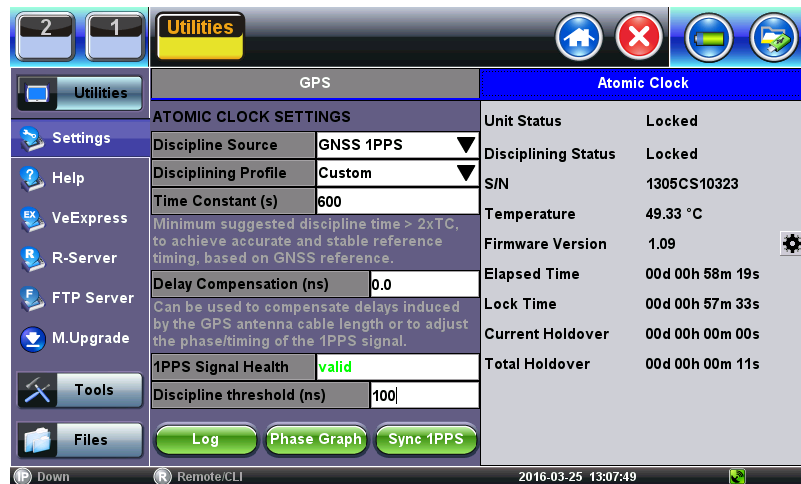 2 1 Utilities
GPS Atomic Clock
Utilities
Settings
Help
VeExpress
R-Server
FTP Server
M.Upgrade
Tools
Files
ATOMIC CLOCK SETTINGS
Discipline Source GNSS 1PPS
Disciplining Profile Custom
Time Constant (s) 600
Minimum suggested discipline time > 2xTC,
to achieve accurate and stable reference
timing, based on GNSS reference.
Delay Compensation (ns) 0.0
Can be used to compensate delays induced
by the GPS antenna cable length or to adjust
the phase/timing of the 1PPS signal.
1PPS Signal Health valid
Discipline threshold (ns) 100
Log Phase Graph Sync 1PPS
Unit Status Locked
Disciplining Status Locked
S/N 1305CS10323
Temperature 49.33 °C
Firmware Version 1.09
Elapsed Time 00d 00h 58m 19s
Lock Time 00d 00h 57m 33s
Current Holdover 00d 00h 00m 00s
Total Holdover 00d 00h 00m 11s
IP Down R Remote/CLI 2016-03-25 13:07:49